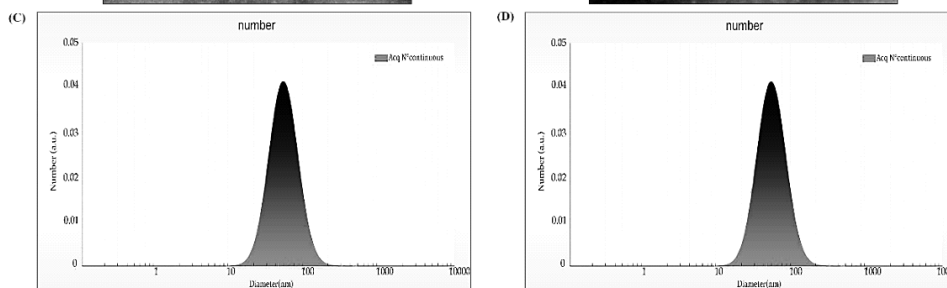 (C)
number
0.05
0.04
0.03
0.02
0.01
0
Number (a.u.)
Acq N°continuous
1
10
100
1000
10000
Diameter(nm)
(D)
number
0.05
0.04
0.03
0.02
0.01
0
Number (a.u.)
Acq N°continuous
1
10
100
1000
Diameter(nm)